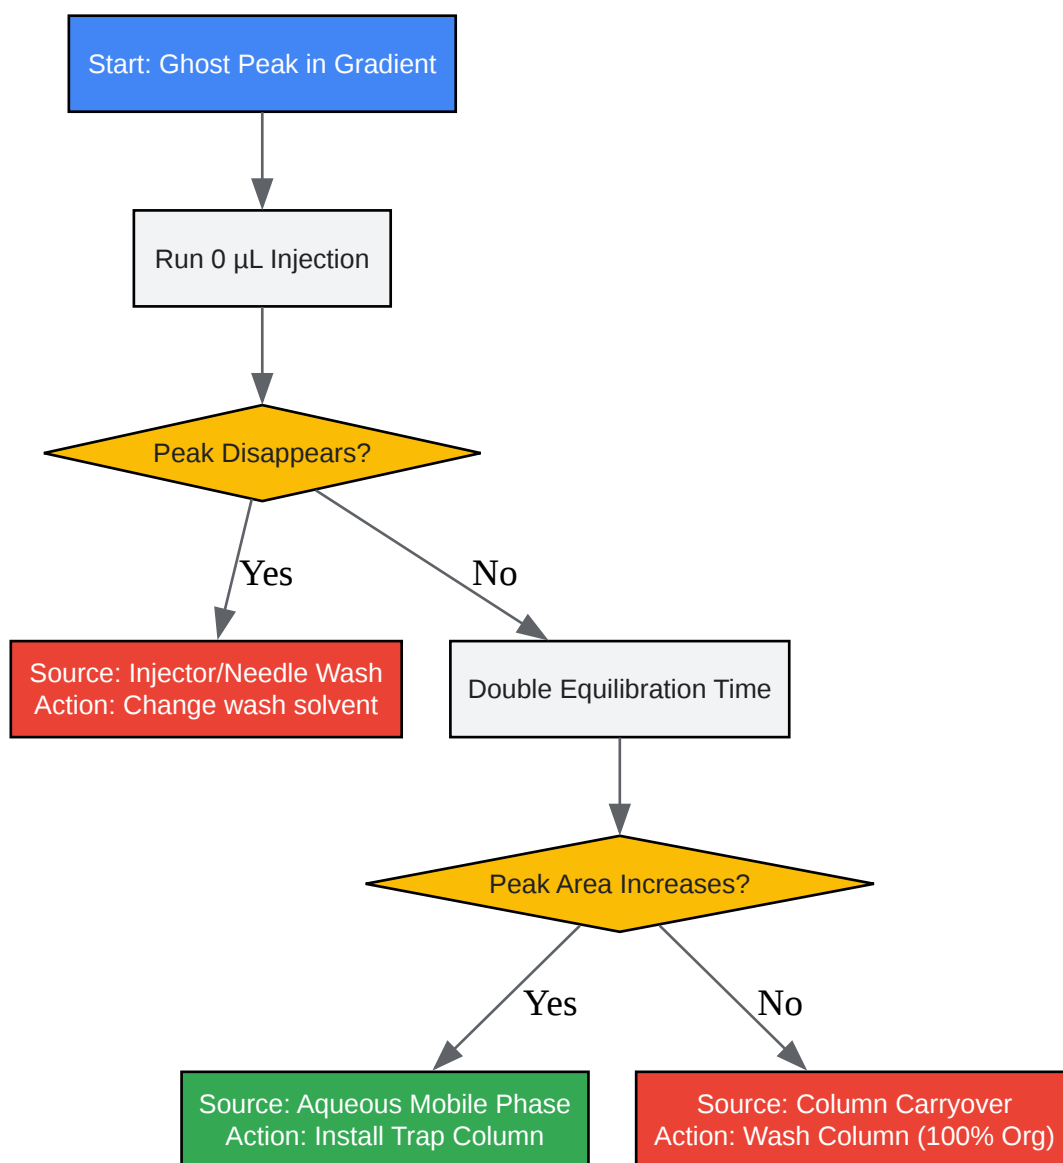 Start: Ghost Peak in Gradient
Run 0 µL Injection
Peak Disappears?
Yes
No
Source: Injector/Needle Wash
Action: Change wash solvent
Double Equilibration Time
Peak Area Increases?
Yes
No
Source: Aqueous Mobile Phase
Action: Install Trap Column
Source: Column Carryover
Action: Wash Column (100% Org)